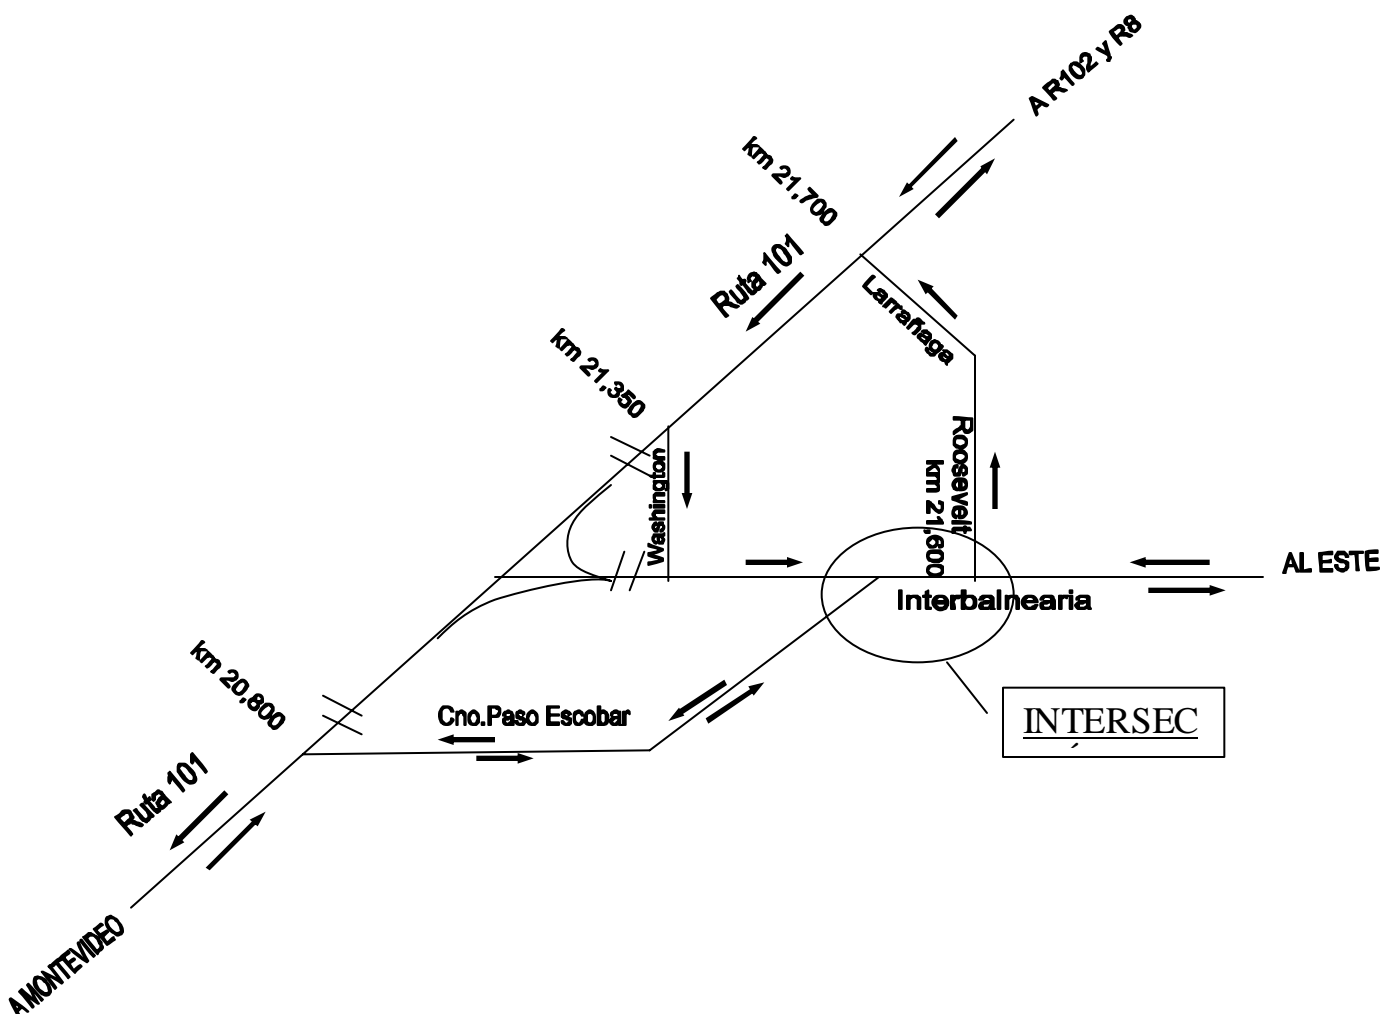 A R102 y R8
km 21,700
Ruta 101
Larrañaga
km 21,350
Washington
Roosevelt
km 21,600
AL ESTE
Interbalnearia
km 20,800
Cno.Paso Escobar
INTERSEC
Ruta 101
A MONTEVIDEO